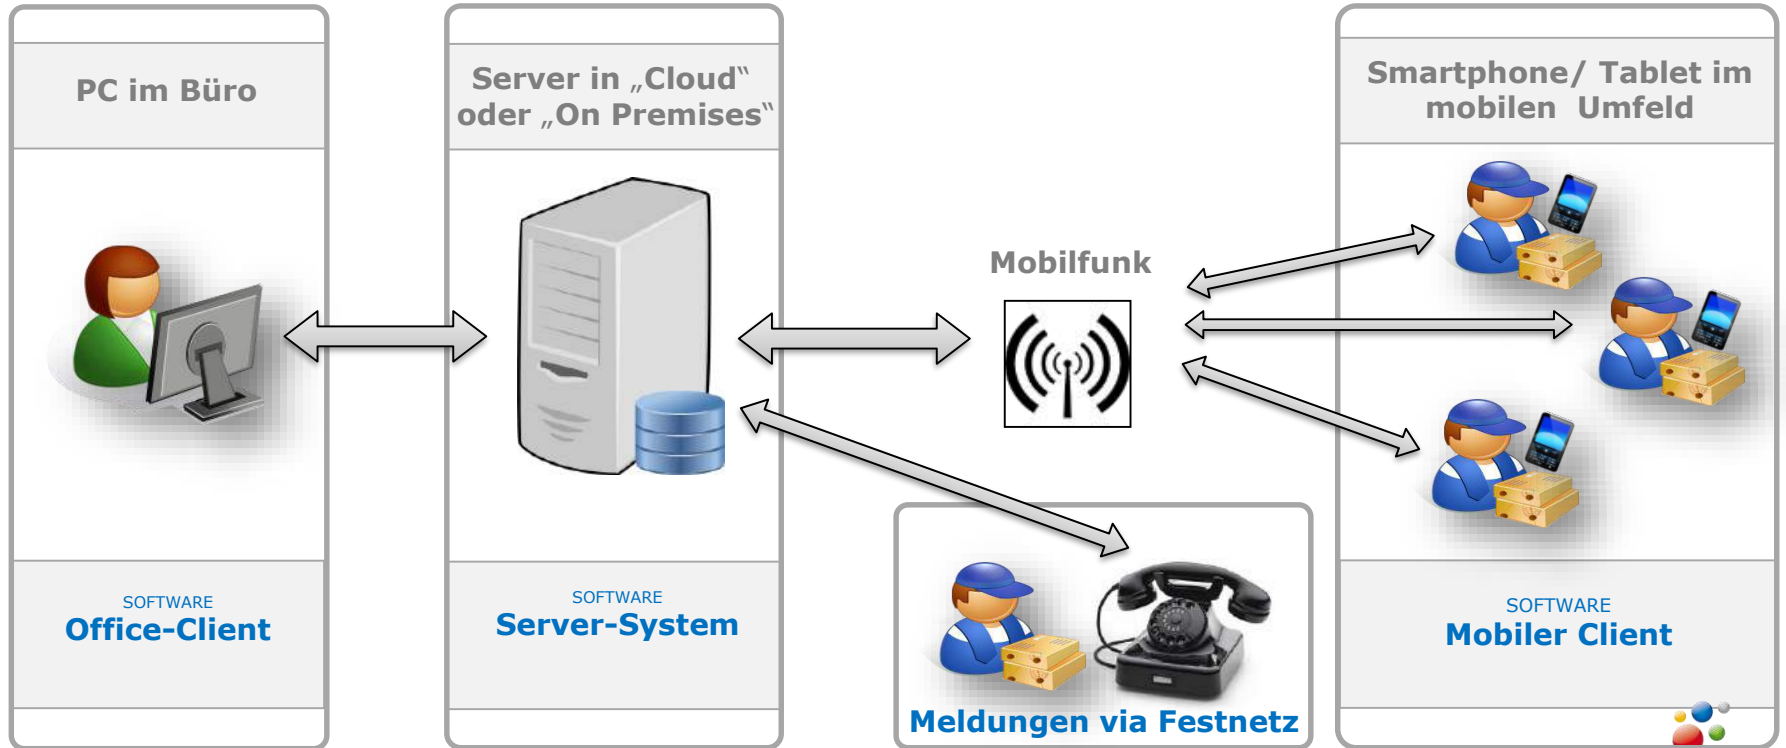 PC im Büro
SOFTWARE
Office-Client
Server in „Cloud“
oder „On Premises“
SOFTWARE
Server-System
Mobilfunk
Meldungen via Festnetz
Smartphone/ Tablet im
mobilen Umfeld
SOFTWARE
Mobiler Client